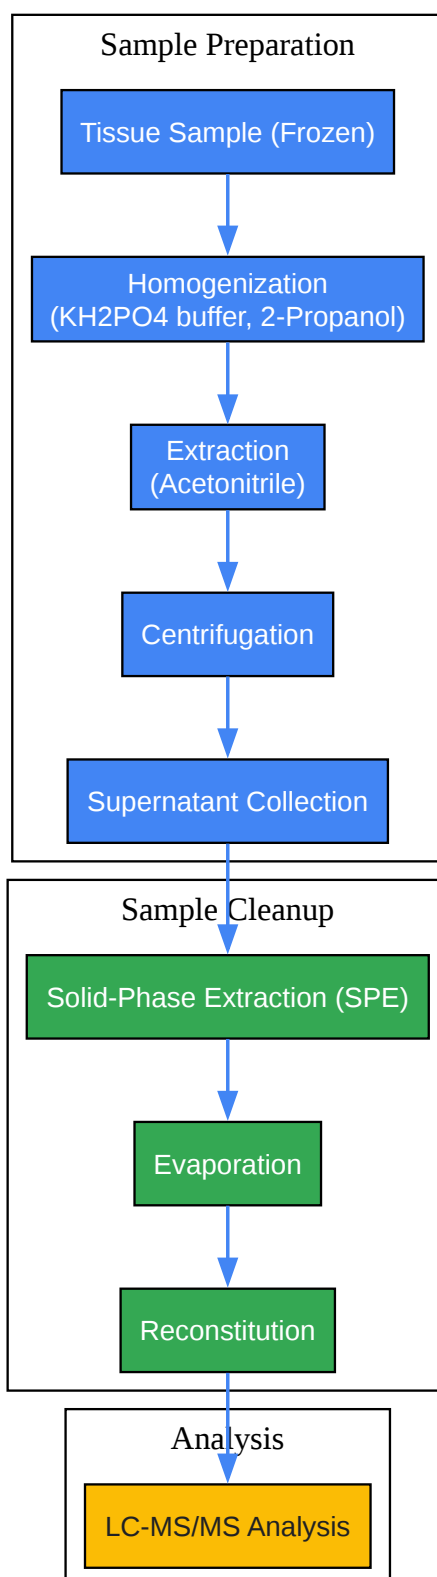 Sample Preparation
Tissue Sample (Frozen)
Homogenization
(KH2PO4 buffer, 2-Propanol)
Extraction
(Acetonitrile)
Centrifugation
Supernatant Collection
Sample Cleanup
Solid-Phase Extraction (SPE)
Evaporation
Reconstitution
Analysis
LC-MS/MS Analysis